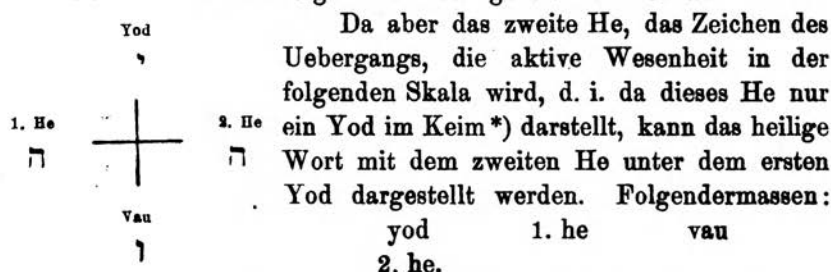 Yod
י
1. He
2. He
ה
ה
Vau
ו
Da aber das zweite He, das Zeichen des
Uebergangs, die aktive Wesenheit in der
folgenden Skala wird, d. i. da dieses He nur
ein Yod im Keim*) darstellt, kann das heilige
Wort mit dem zweiten He unter dem ersten
Yod dargestellt werden. Folgendermassen:
yod 1. he vau
2. he.